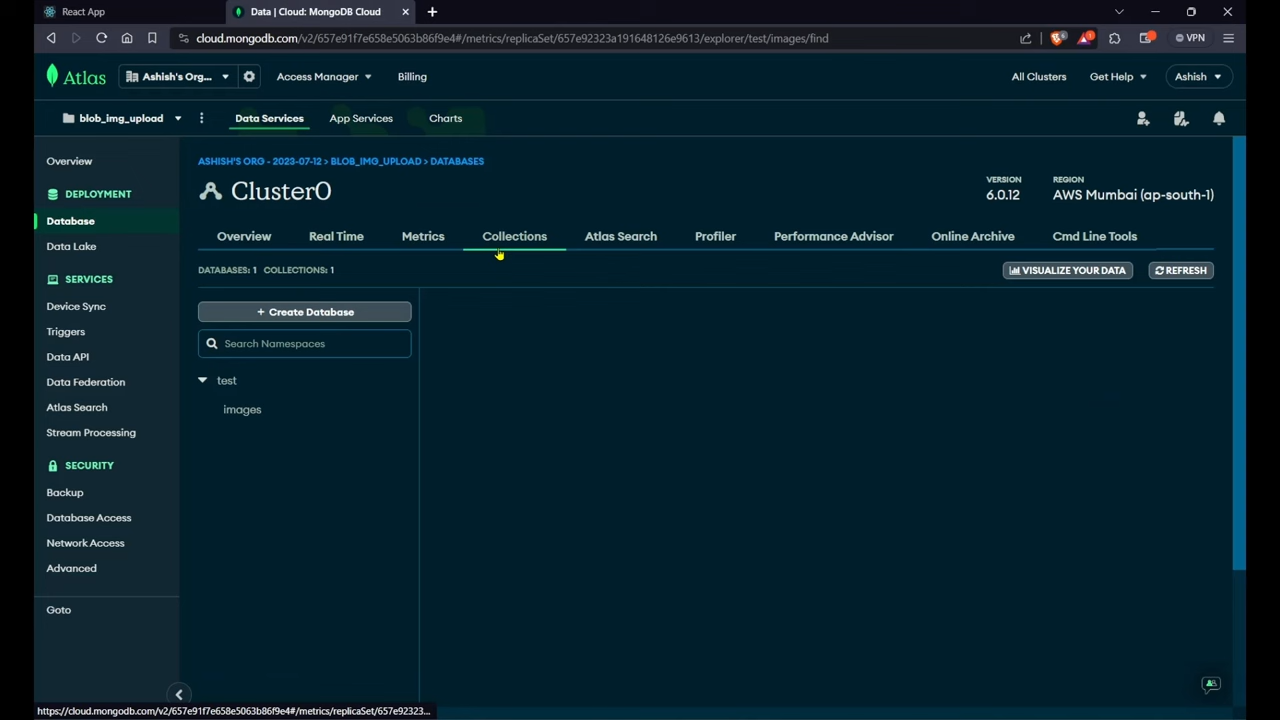 React App
Data | Cloud: MongoDB Cloud
cloud.mongodb.com/v2/657e91f7e658e5063b86f9e4#/metrics/replicaSet/657e92323a191648126e9613/explorer/test/images/find
VPN
Atlas
Ashish's Org...
Access Manager
Billing
All Clusters
Get Help
Ashish
blob_img_upload
Data Services
App Services
Charts
Overview
DEPLOYMENT
Database
Data Lake
SERVICES
Device Sync
Triggers
Data API
Data Federation
Atlas Search
Stream Processing
SECURITY
Backup
Database Access
Network Access
Advanced
Goto
ASHISH'S ORG - 2023-07-12 > BLOB_IMG_UPLOAD > DATABASES
Cluster0
VERSION
6.0.12
REGION
AWS Mumbai (ap-south-1)
Overview
Real Time
Metrics
Collections
Atlas Search
Profiler
Performance Advisor
Online Archive
Cmd Line Tools
DATABASES: 1 COLLECTIONS: 1
VISUALIZE YOUR DATA
REFRESH
+ Create Database
Search Namespaces
test
images
https://cloud.mongodb.com/v2/657e91f7e658e5063b86f9e4#/metrics/replicaSet/657e92323...